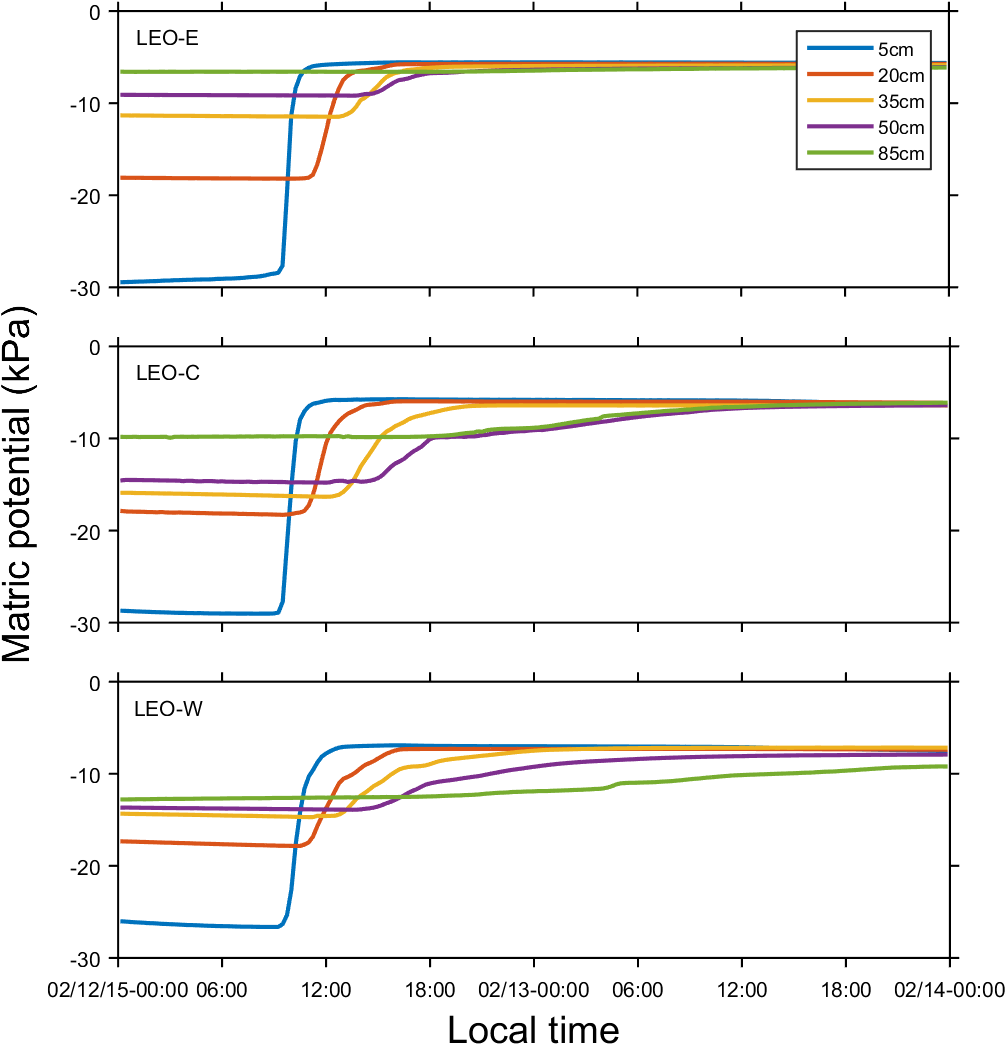 Matric potential (kPa)
0
-10
-20
-30
LEO-E
5cm
20cm
35cm
50cm
85cm
0
-10
-20
-30
LEO-C
0
-10
-20
-30
LEO-W
02/12/15-00:00 06:00 12:00 18:00 02/13-00:00 06:00 12:00 18:00 02/14-00:00
Local time